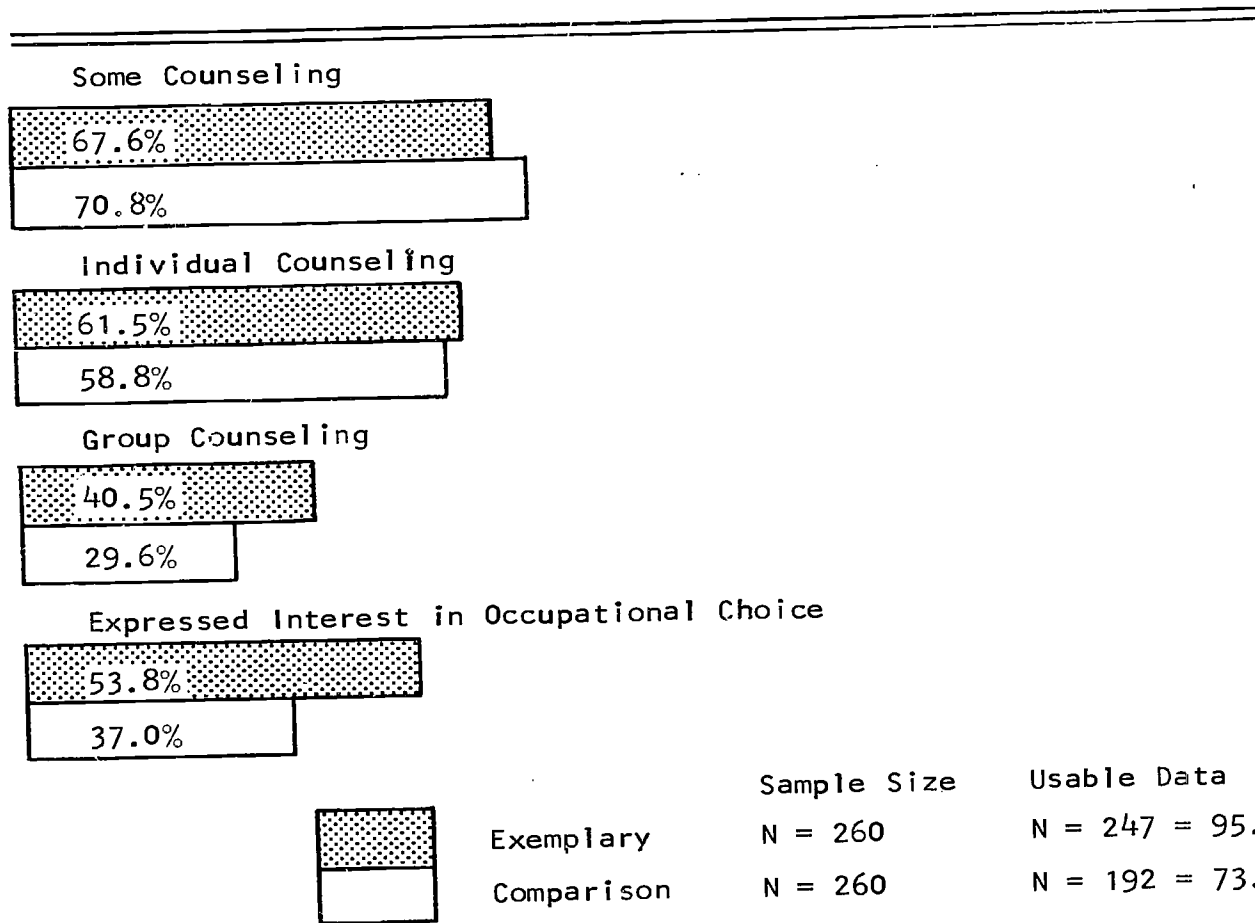 Some Counseling
67.6%
70.8%
Individual Counseling
61.5%
58.8%
Group Counseling
40.5%
29.6%
Expressed Interest in Occupational Choice
53.8%
37.0%
Sample Size Usable Data
Exemplary N = 260 N = 247 = 95.
Comparison N = 260 N = 192 = 73.